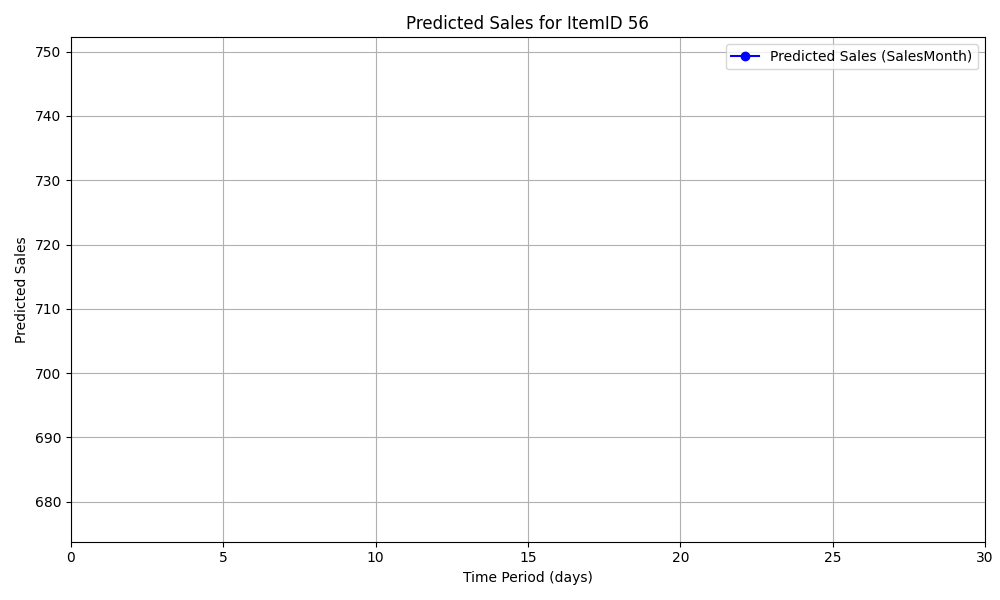 Predicted Sales for ItemID 56
Predicted Sales (SalesMonth)
750
740
730
720
710
700
690
680
Predicted Sales
0 5 10 15 20 25 30
Time Period (days)